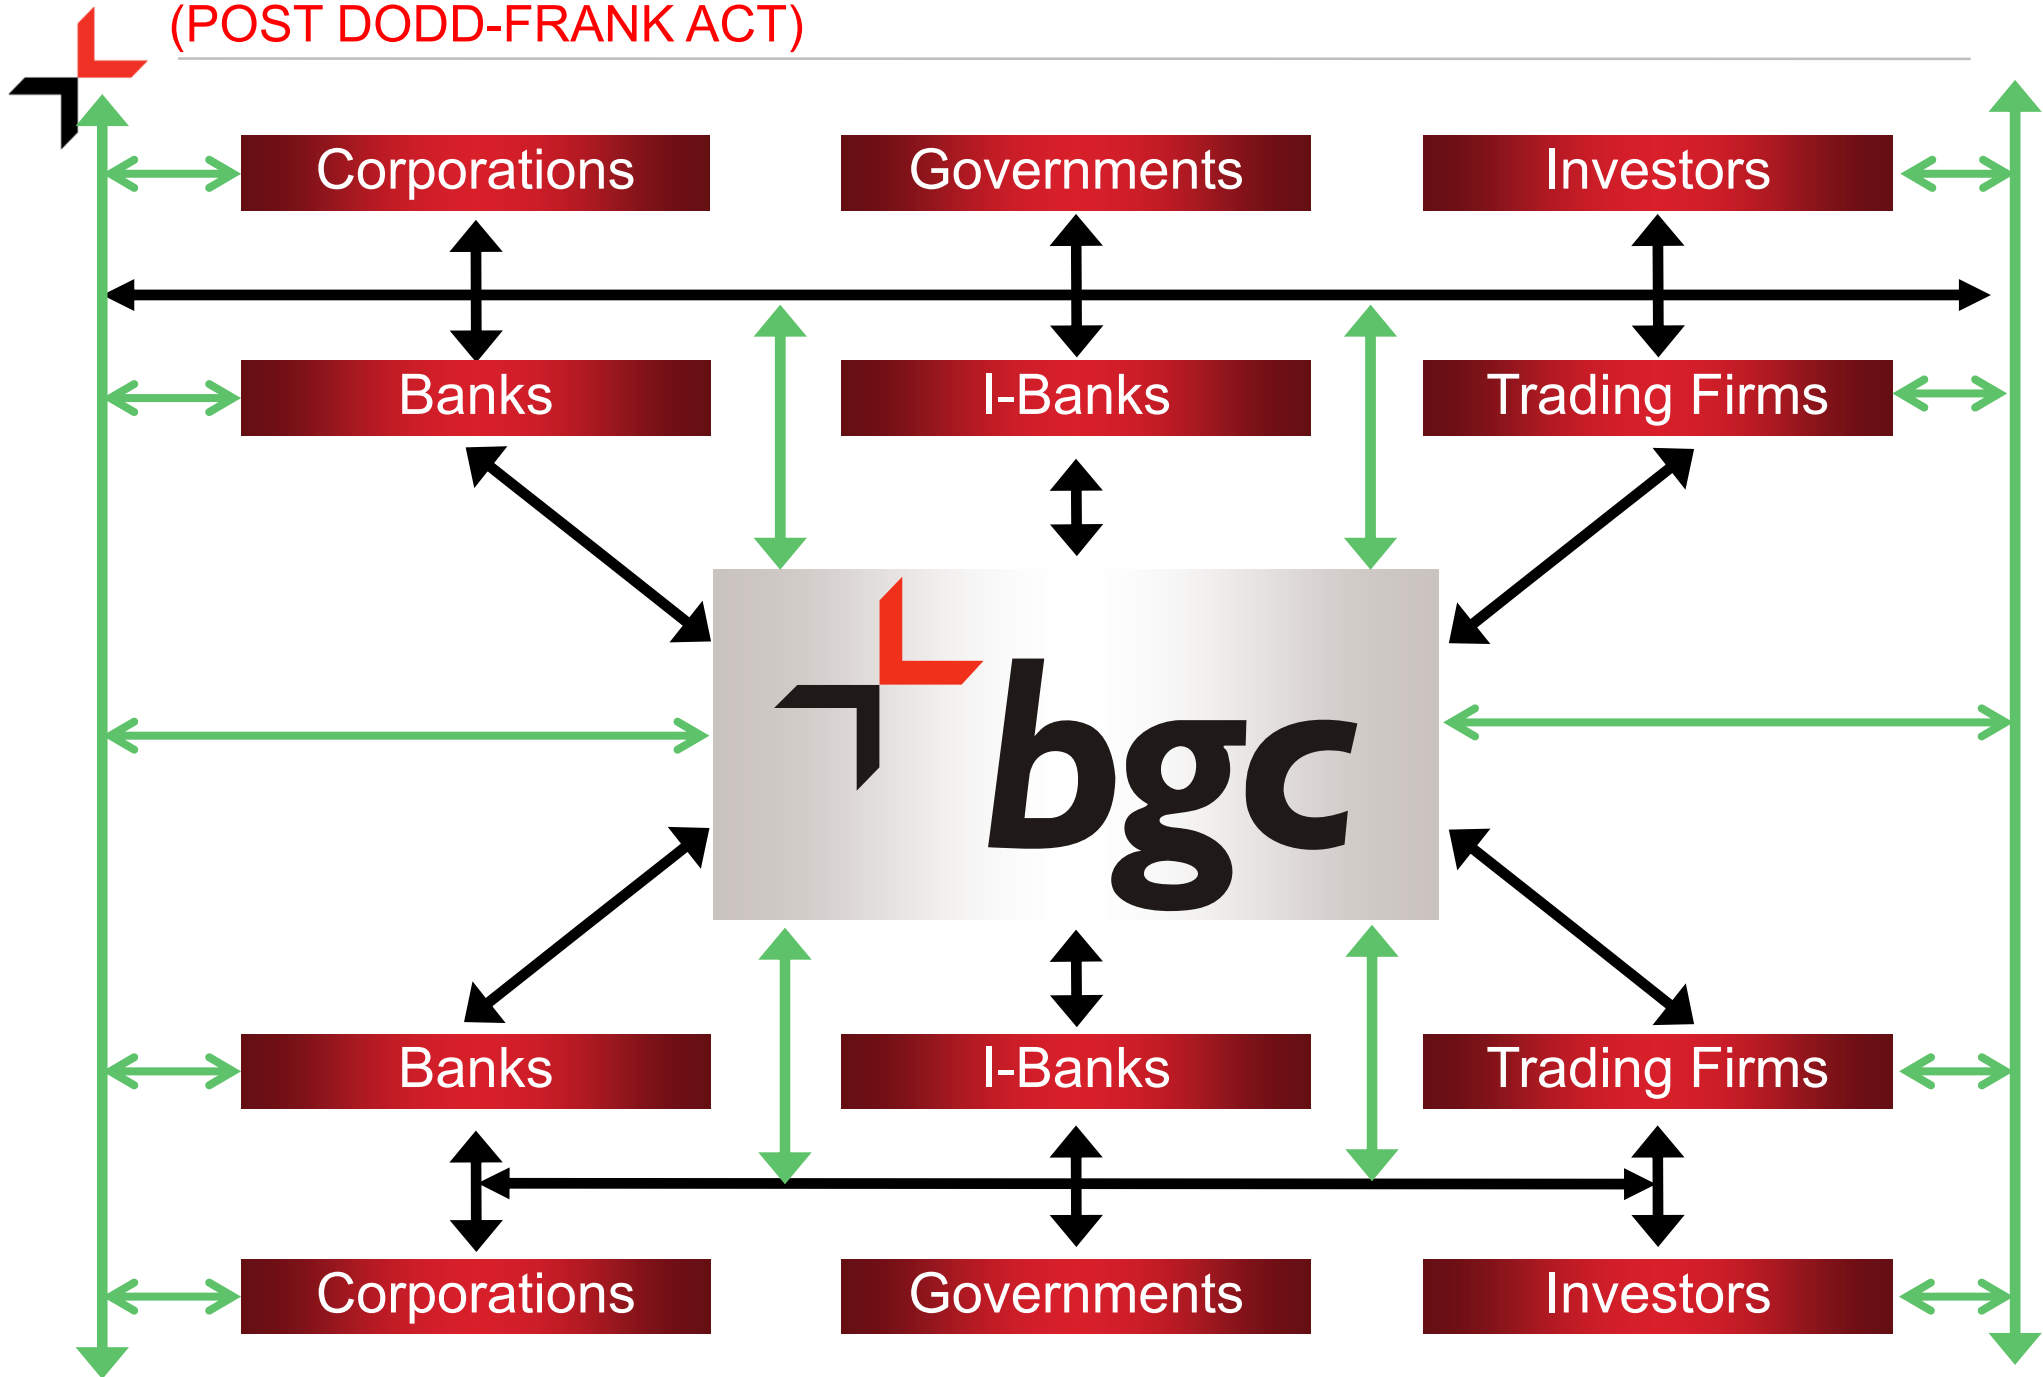 (POST DODD-FRANK ACT)
Corporations
Governments
Investors
Banks
I-Banks
Trading Firms
bgc
Banks
I-Banks
Trading Firms
Corporations
Governments
Investors